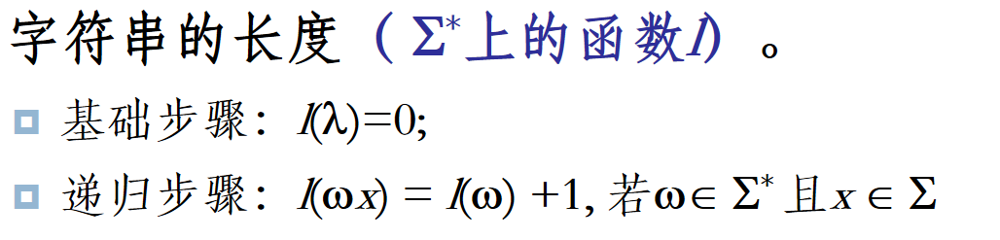 字符串的长度（Σ*上的函数l）。
基础步骤：l(λ)=0;
递归步骤：l(ωx) = l(ω) +1, 若ω∈ Σ* 且x ∈ Σ